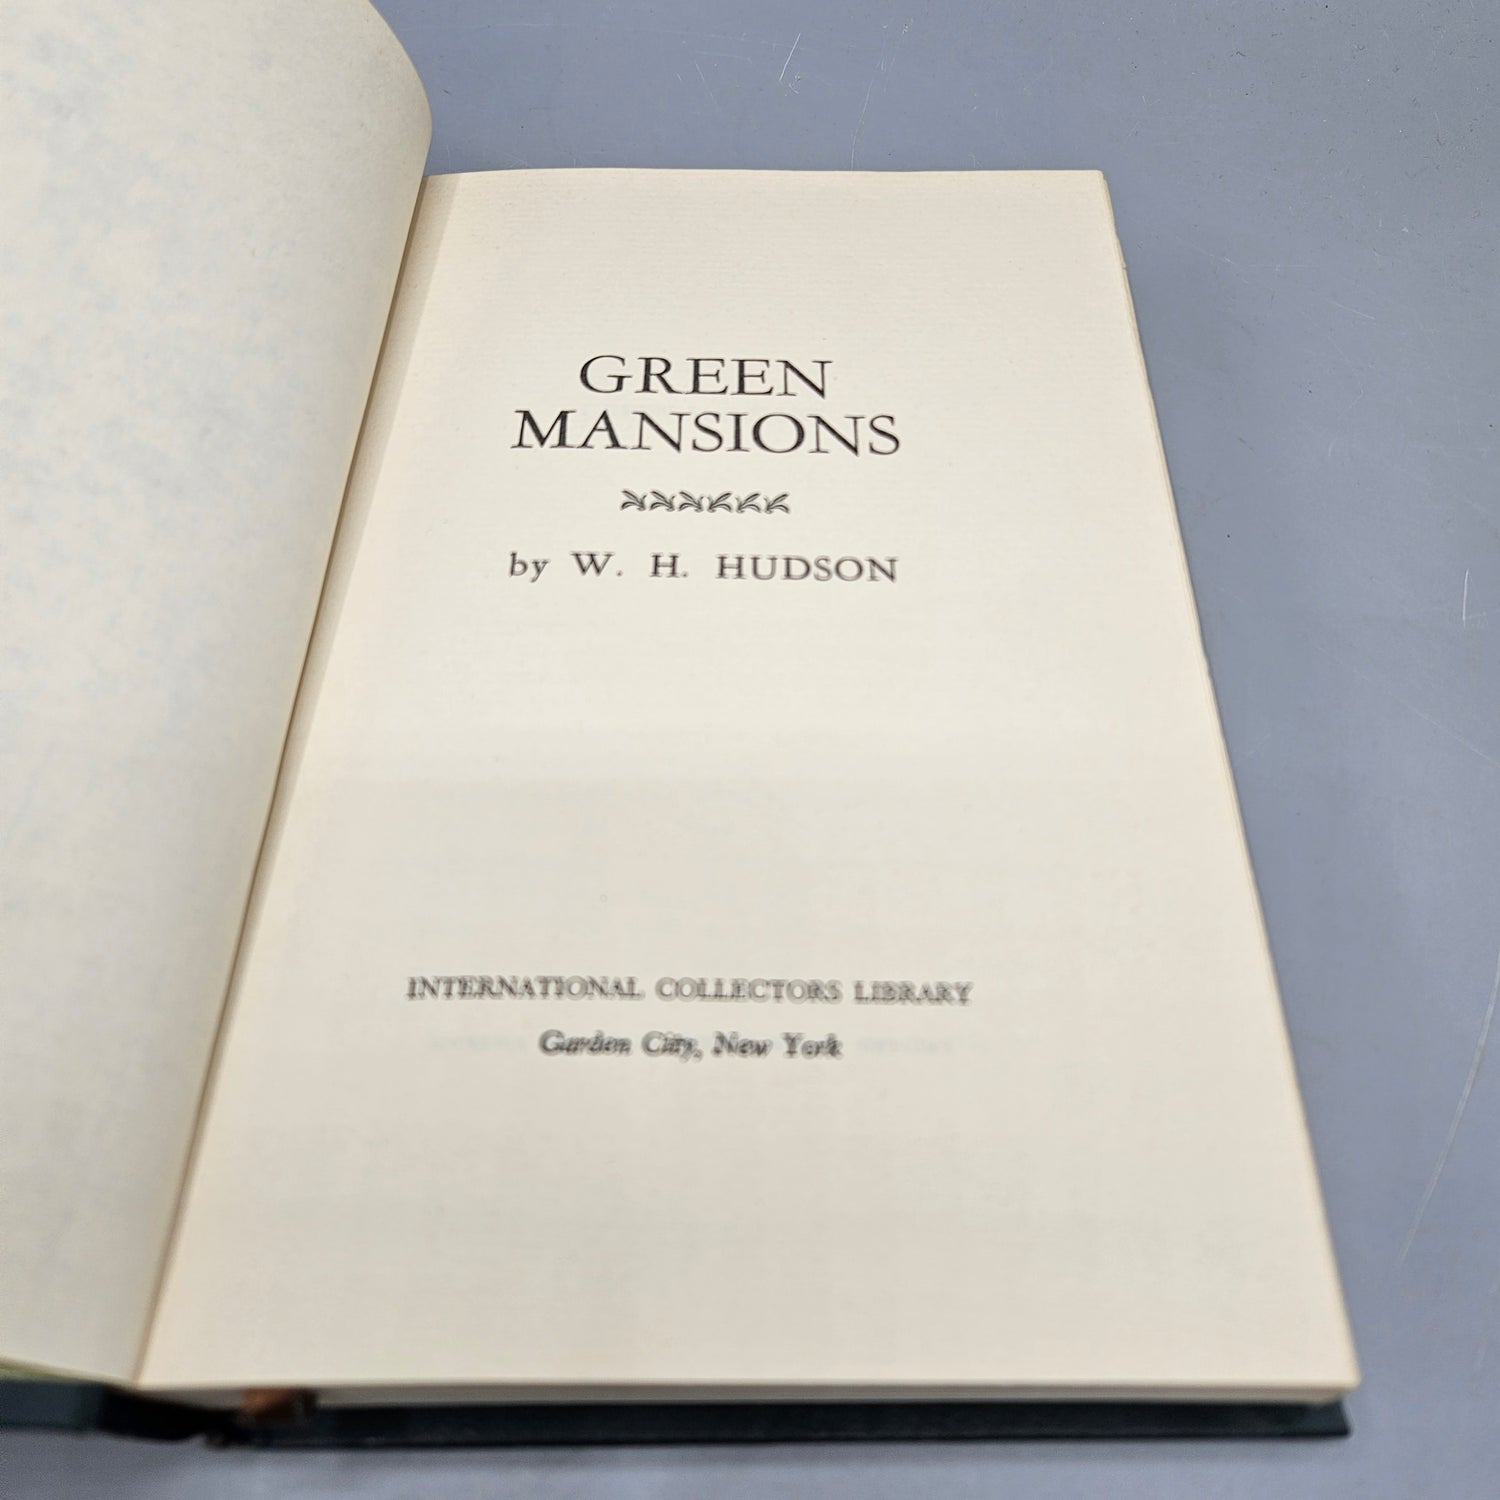 GREEN
MANSIONS
by W. H. HUDSON
INTERNATIONAL COLLECTORS LIBRARY
Garden City, New York